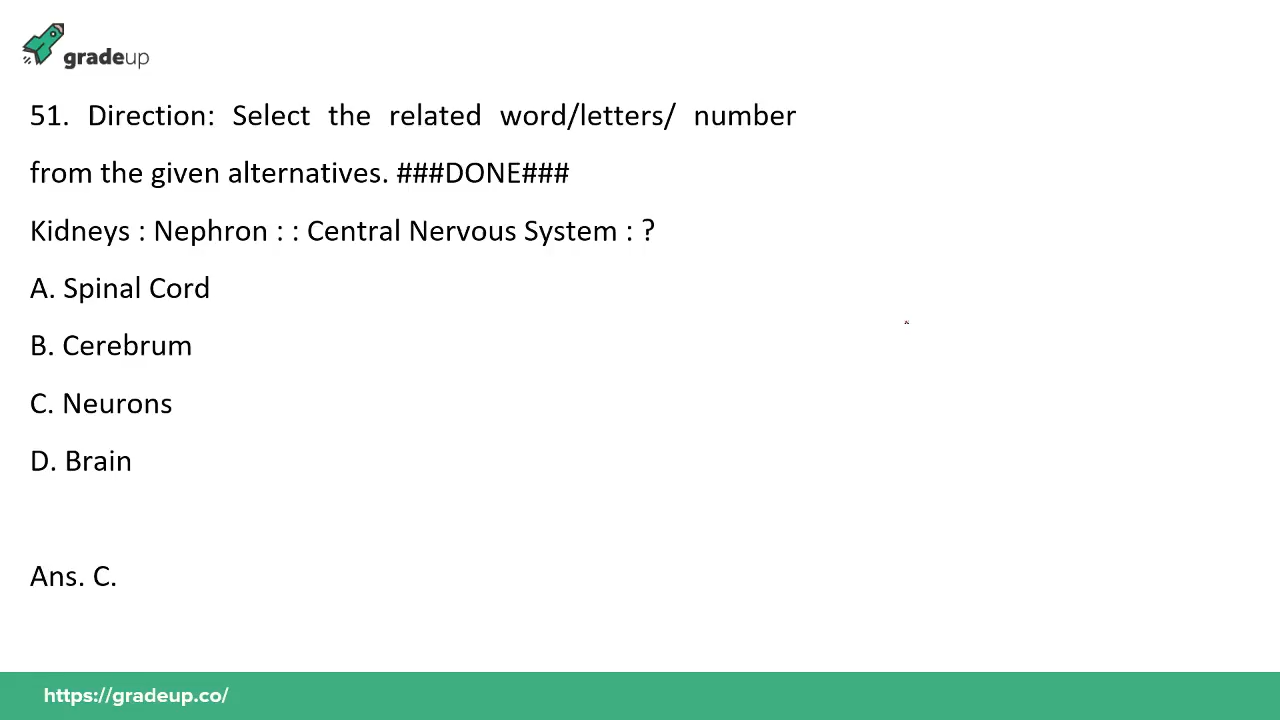 gradeup
51. Direction: Select the related word/letters/ number
from the given alternatives. ###DONE###
Kidneys : Nephron : : Central Nervous System : ?
A. Spinal Cord
B. Cerebrum
C. Neurons
D. Brain
Ans. C.
https://gradeup.co/